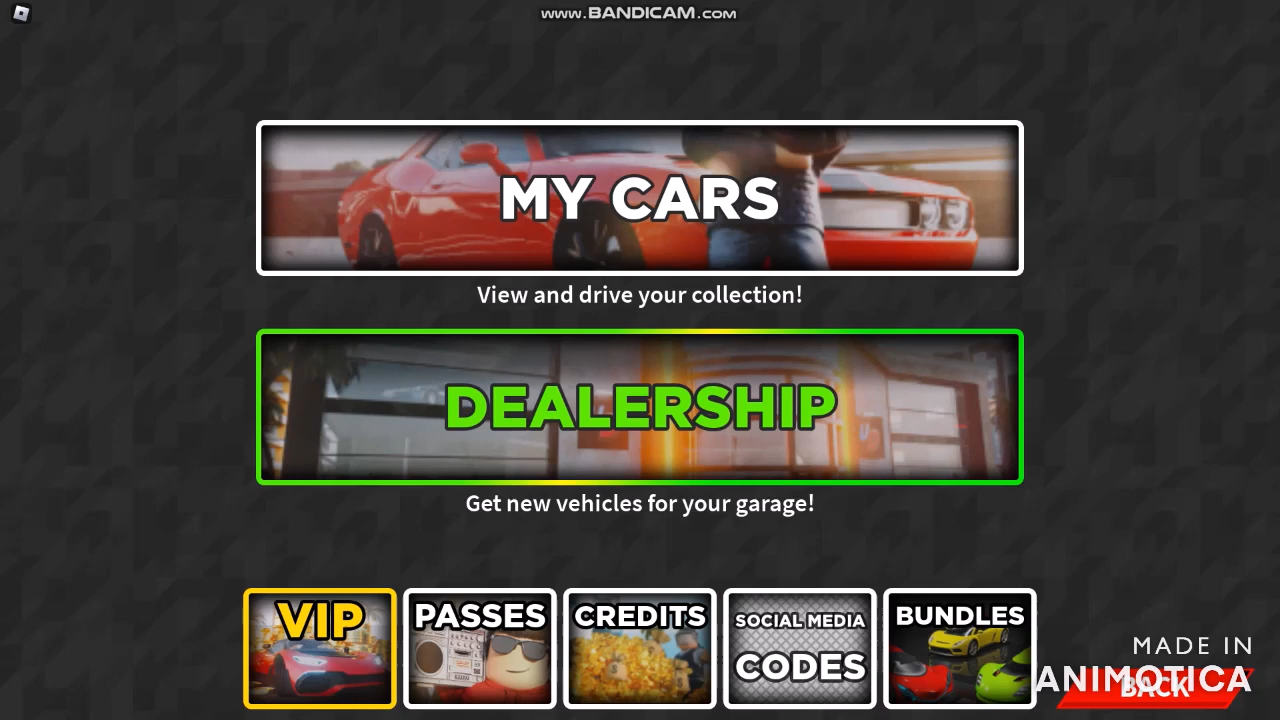 www.BANDICAM.com
MY CARS
View and drive your collection!
DEALERSHIP
Get new vehicles for your garage!
VIP
PASSES
CREDITS
SOCIAL MEDIA
CODES
BUNDLES
MADE IN
ANIMOTICA
BACK